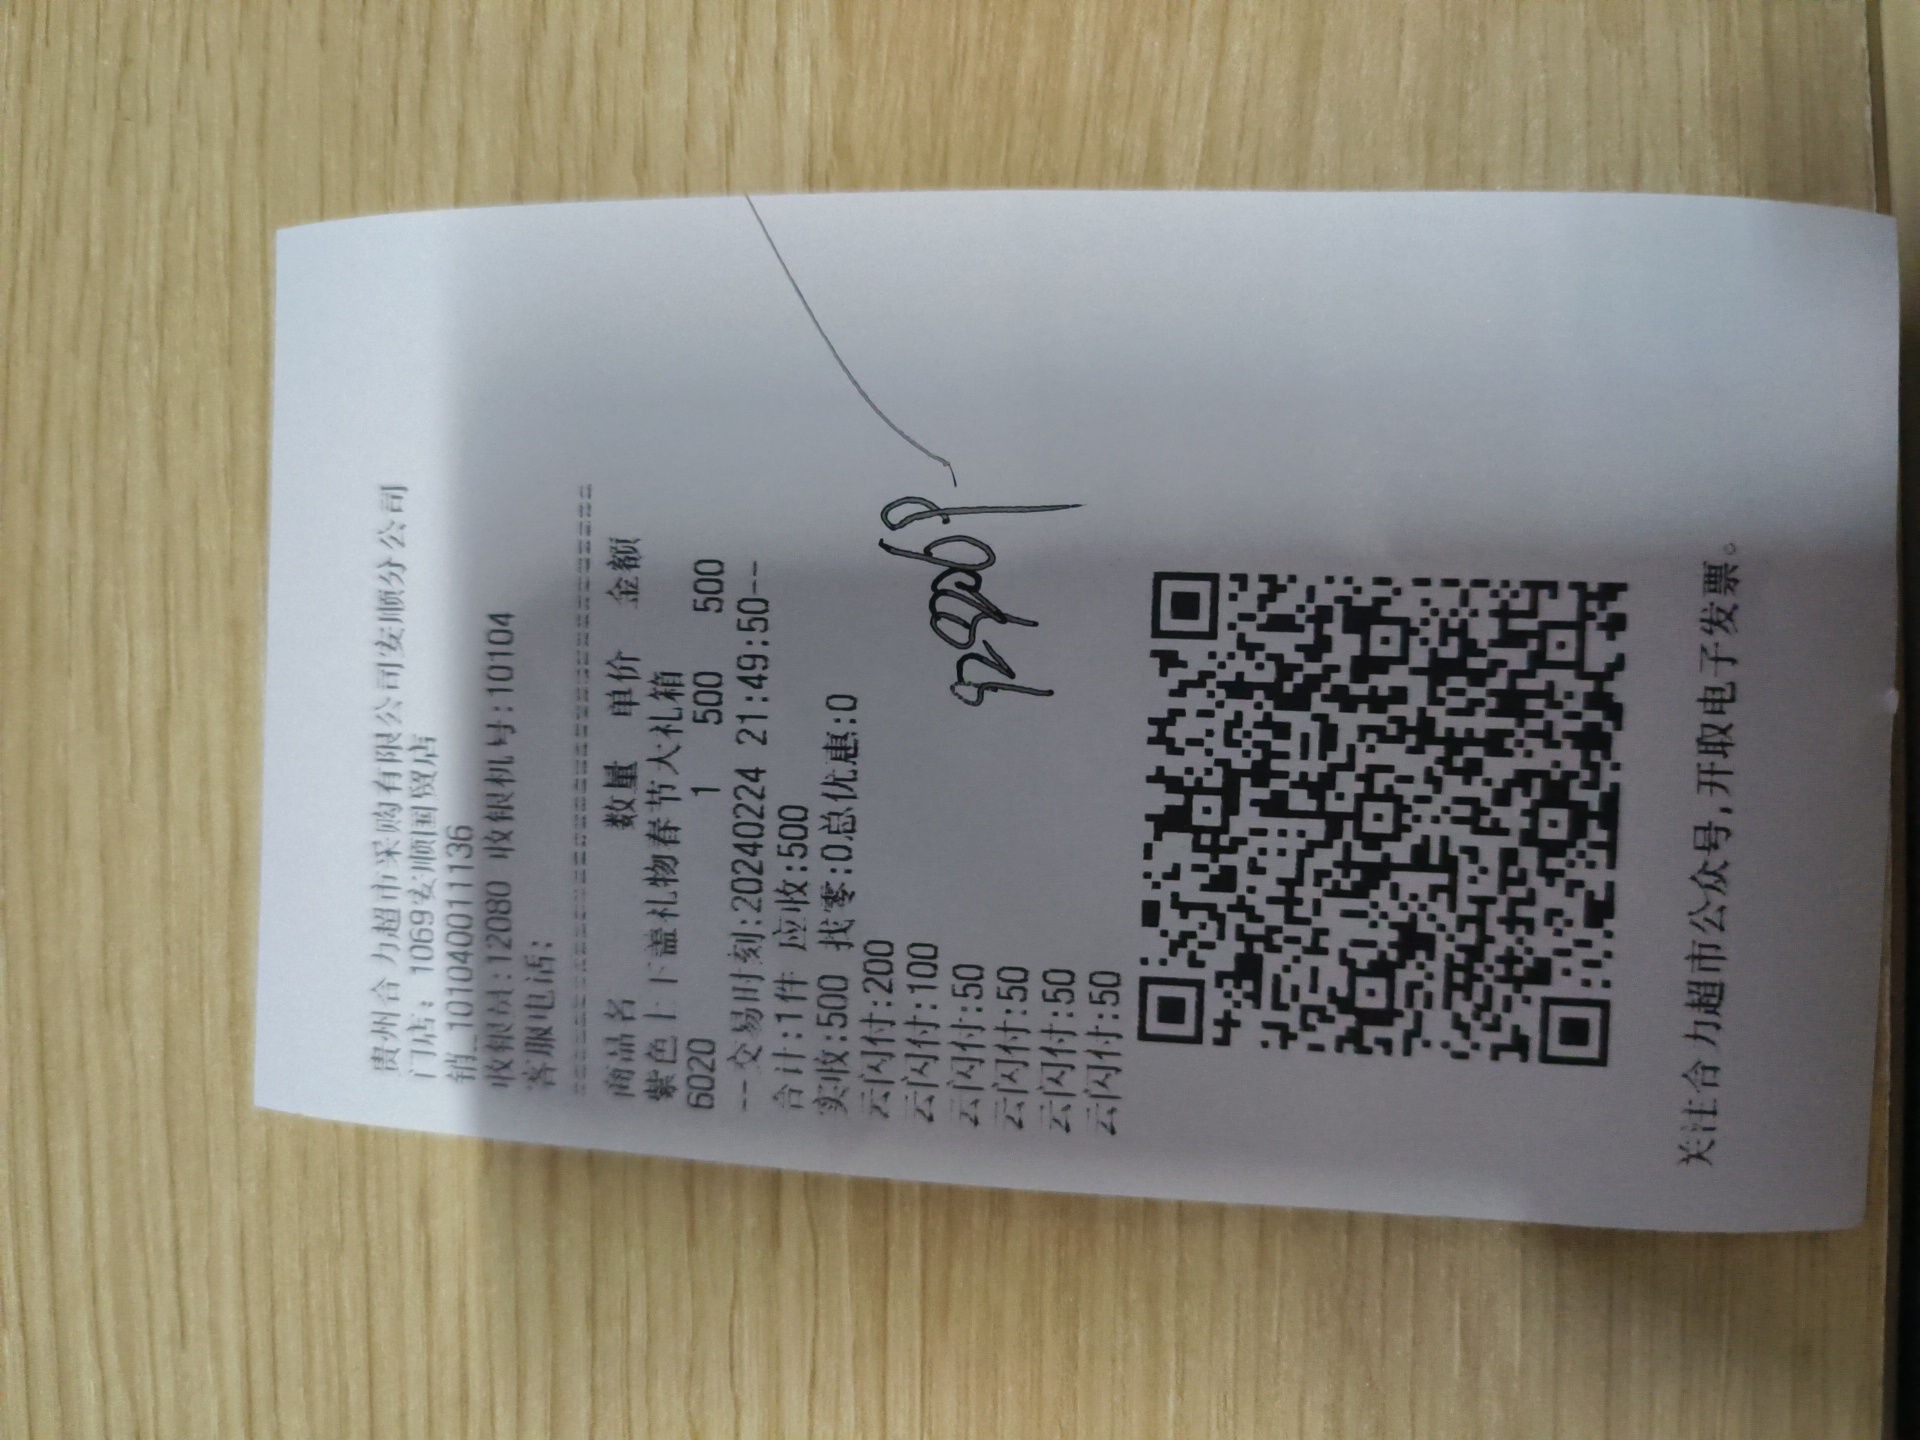 贵州合力超市采购有限公司安顺分公司
门店：1069安顺国贸店
销_1010400111136
收银员:12080 收银机号:10104
客服电话:
商品名 数量 单价 金额
紫色上下盖礼物春节大礼箱
6020 1 500 500
--交易时刻:20240224 21:49:50--
合计:1件 应收:500
实收:500 找零:0总优惠:0
云闪付:200
云闪付:100
云闪付:50
云闪付:50
云闪付:50
云闪付:50
关注合力超市公众号,开取电子发票。